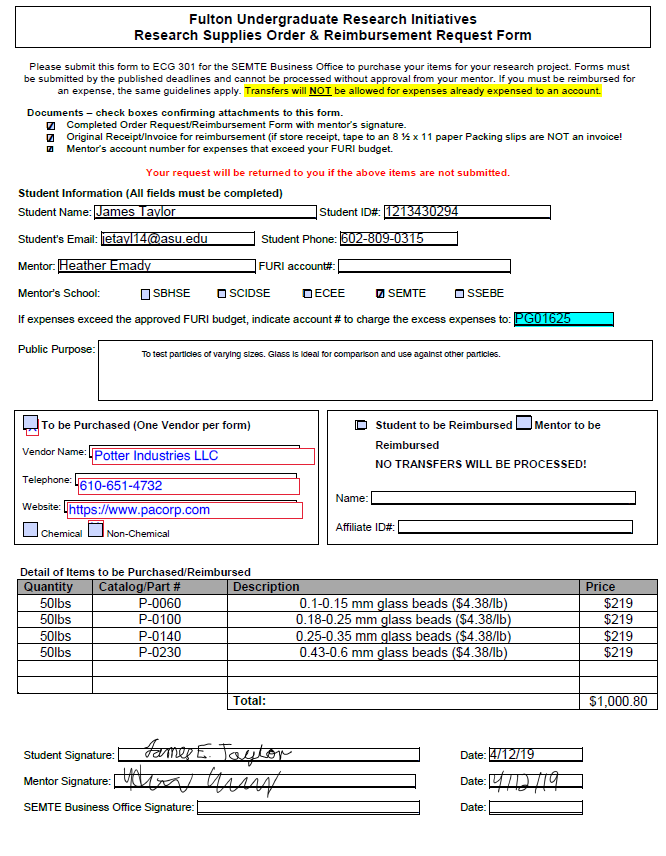 Fulton Undergraduate Research Initiatives
Research Supplies Order & Reimbursement Request Form
Please submit this form to ECG 301 for the SEMTE Business Office to purchase your items for your research project. Forms must
be submitted by the published deadlines and cannot be processed without approval from your mentor. If you must be reimbursed for
an expense, the same guidelines apply. Transfers will NOT be allowed for expenses already expensed to an account.
Documents – check boxes confirming attachments to this form.
Completed Order Request/Reimbursement Form with mentor's signature.
Original Receipt/Invoice for reimbursement (if store receipt, tape to an 8 ½ x 11 paper Packing slips are NOT an invoice!
Mentor's account number for expenses that exceed your FURI budget.
Your request will be returned to you if the above items are not submitted.
Student Information (All fields must be completed)
Student Name: James Taylor Student ID#: 1213430294
Student's Email: jetayl14@asu.edu Student Phone: 602-809-0315
Mentor: Heather Emady FURI account#:
Mentor's School: SBHSE SCIDSE ECEE SEMTE SSEBE
If expenses exceed the approved FURI budget, indicate account # to charge the excess expenses to: PG01625
Public Purpose: To test particles of varying sizes. Glass is ideal for comparison and use against other particles.
To be Purchased (One Vendor per form)
Vendor Name: Potter Industries LLC
Telephone: 610-651-4732
Website: https://www.pacorp.com
Chemical Non-Chemical
Student to be Reimbursed Mentor to be
Reimbursed
NO TRANSFERS WILL BE PROCESSED!
Name:
Affiliate ID#:
Detail of Items to be Purchased/Reimbursed
Quantity Catalog/Part # Description Price
50lbs P-0060 0.1-0.15 mm glass beads ($4.38/lb) $219
50lbs P-0100 0.18-0.25 mm glass beads ($4.38/lb) $219
50lbs P-0140 0.25-0.35 mm glass beads ($4.38/lb) $219
50lbs P-0230 0.43-0.6 mm glass beads ($4.38/lb) $219
Total: $1,000.80
Student Signature: James E. Taylor Date: 4/12/19
Mentor Signature: Date: 4/12/19
SEMTE Business Office Signature: Date: